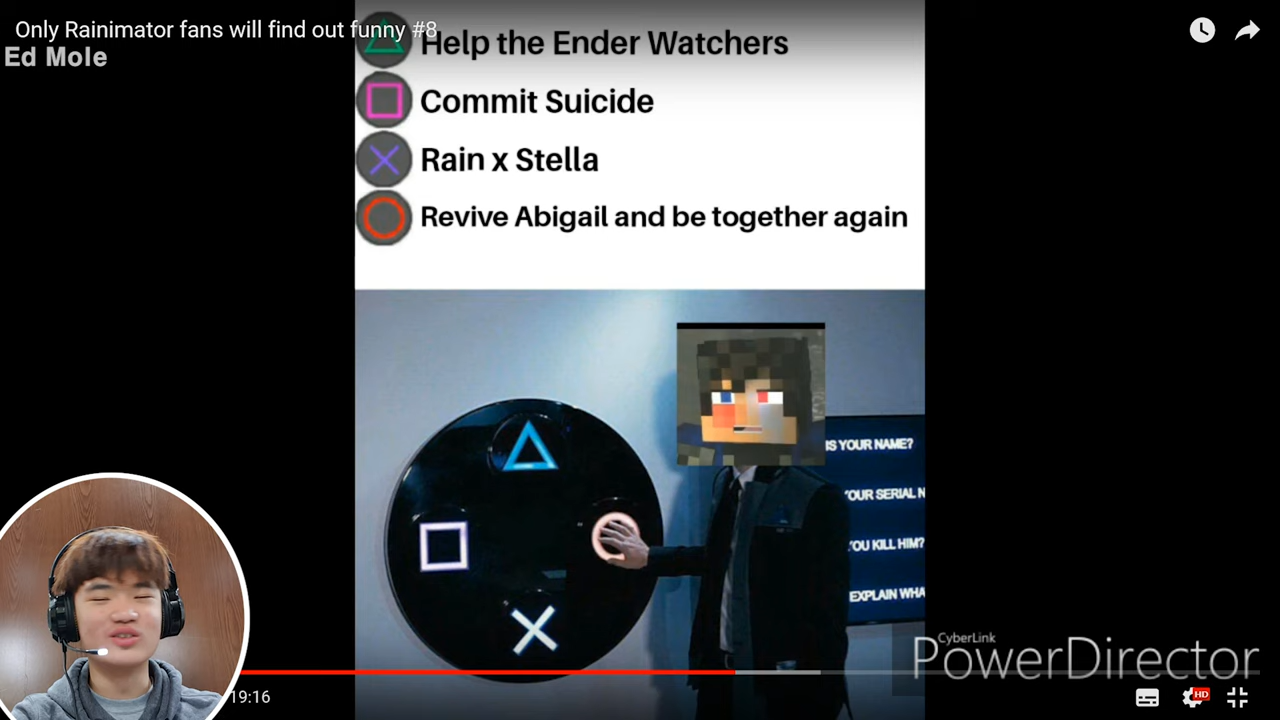 Only Rainimator fans will find out funny #8
Ed Mole
Help the Ender Watchers
Commit Suicide
Rain x Stella
Revive Abigail and be together again
IS YOUR NAME?
YOUR SERIAL N
YOU KILL HIM?
EXPLAIN WHA
CyberLink
PowerDirector
19:16
HD